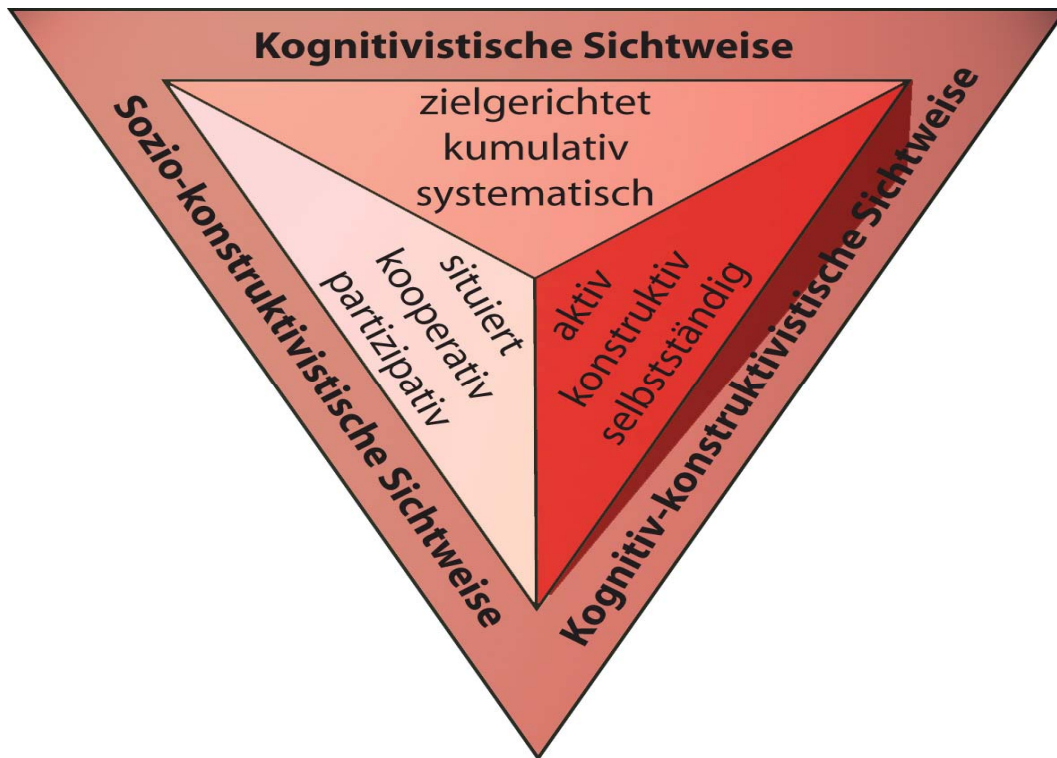 Kognitivistische Sichtweise
zielgerichtet
kumulativ
systematisch
Sozio-konstruktivistische Sichtweise
situiert
kooperativ
partizipativ
aktiv
konstruktiv
selbstständig
Kognitiv-konstruktivistische Sichtweise